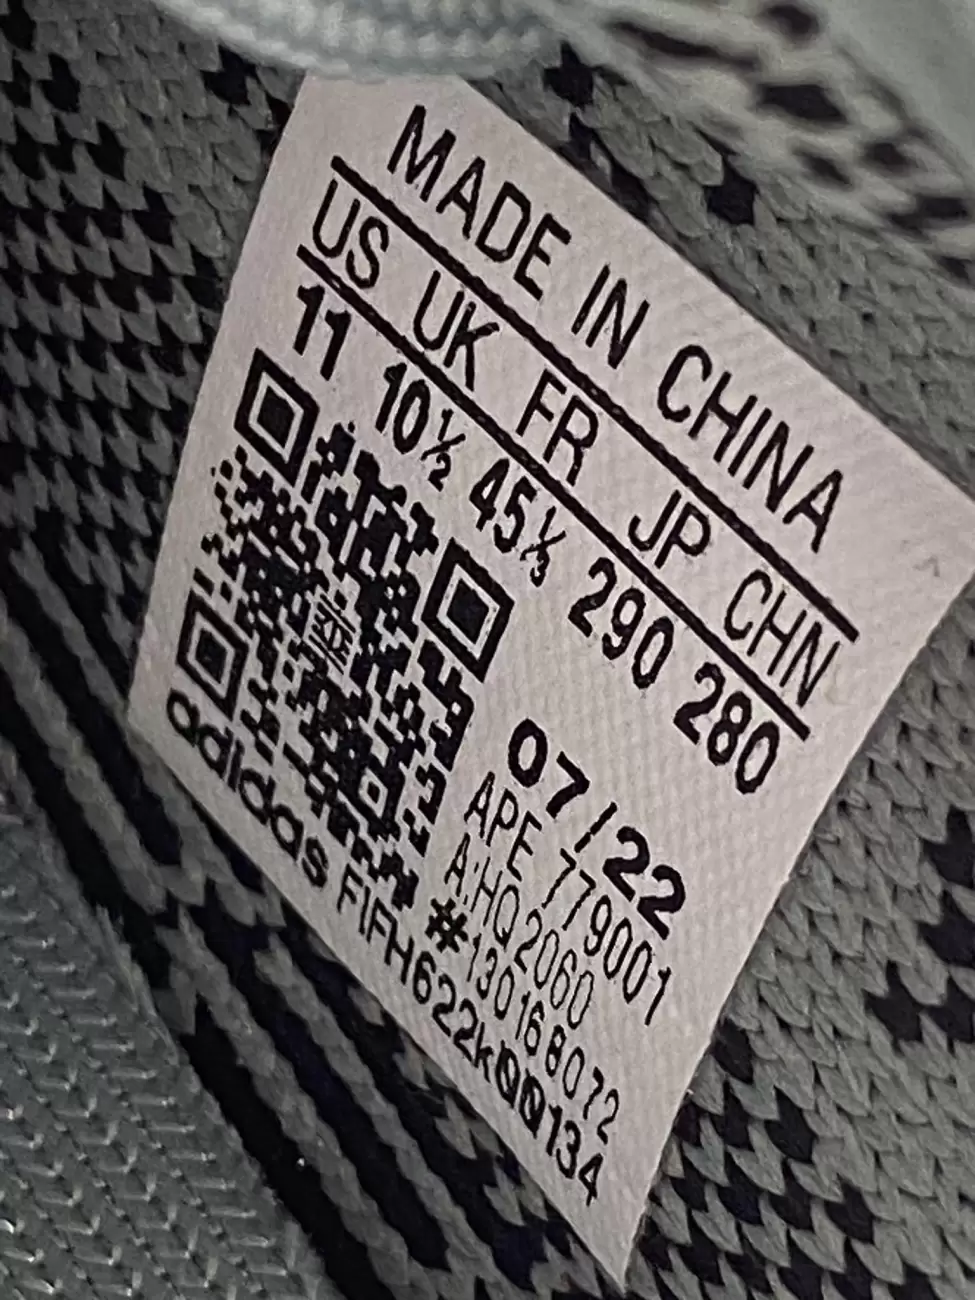 MADE IN CHINA
US UK FR JP CHN
11 10½ 45⅓ 290 280
07/22
APE 779001
A:HQ2060
#130168072
adidas FIFH622k00134